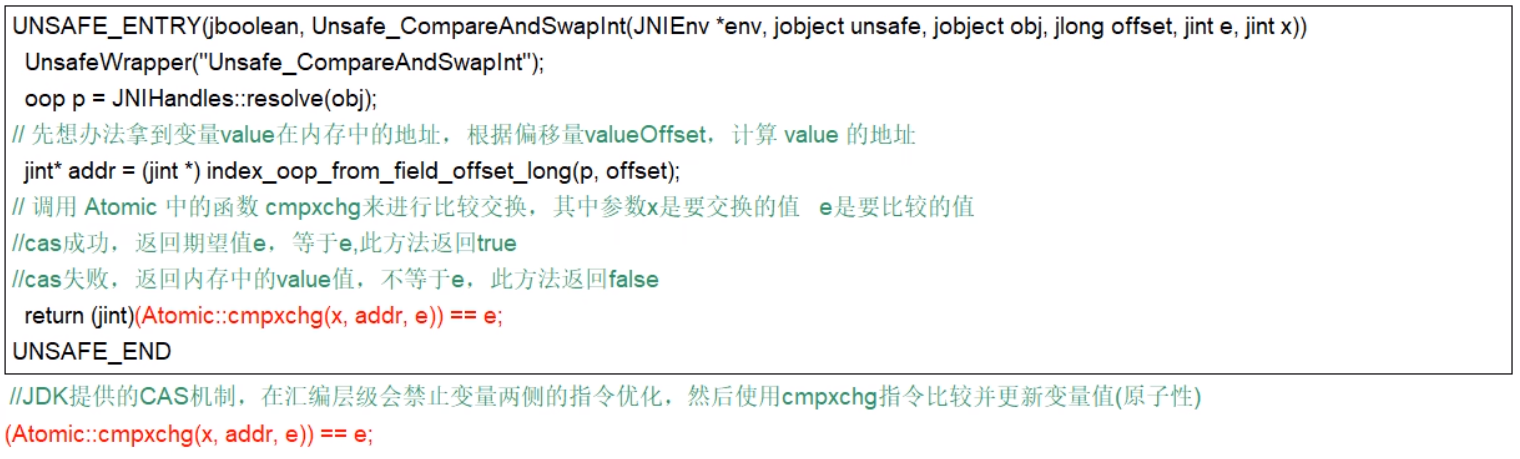 UNSAFE_ENTRY(jboolean, Unsafe_CompareAndSwapInt(JNIEnv *env, jobject unsafe, jobject obj, jlong offset, jint e, jint x))
UnsafeWrapper("Unsafe_CompareAndSwapInt");
oop p = JNIHandles::resolve(obj);
// 先想办法拿到变量value在内存中的地址，根据偏移量valueOffset，计算 value 的地址
jint* addr = (jint *) index_oop_from_field_offset_long(p, offset);
// 调用 Atomic 中的函数 cmpxchg来进行比较交换，其中参数x是要交换的值 e是要比较的值
//cas成功，返回期望值e，等于e,此方法返回true
//cas失败，返回内存中的value值，不等于e，此方法返回false
return (jint)(Atomic::cmpxchg(x, addr, e)) == e;
UNSAFE_END
//JDK提供的CAS机制，在汇编层级会禁止变量两侧的指令优化，然后使用cmpxchg指令比较并更新变量值(原子性)
(Atomic::cmpxchg(x, addr, e)) == e;